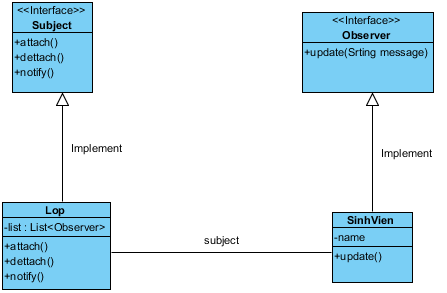 <<Interface>>
Subject
+attach()
+dettach()
+notify()
<<Interface>>
Observer
+update(Srting message)
Implement
Implement
Lop
-list : List<Observer>
+attach()
+dettach()
+notify()
subject
SinhVien
-name
+update()